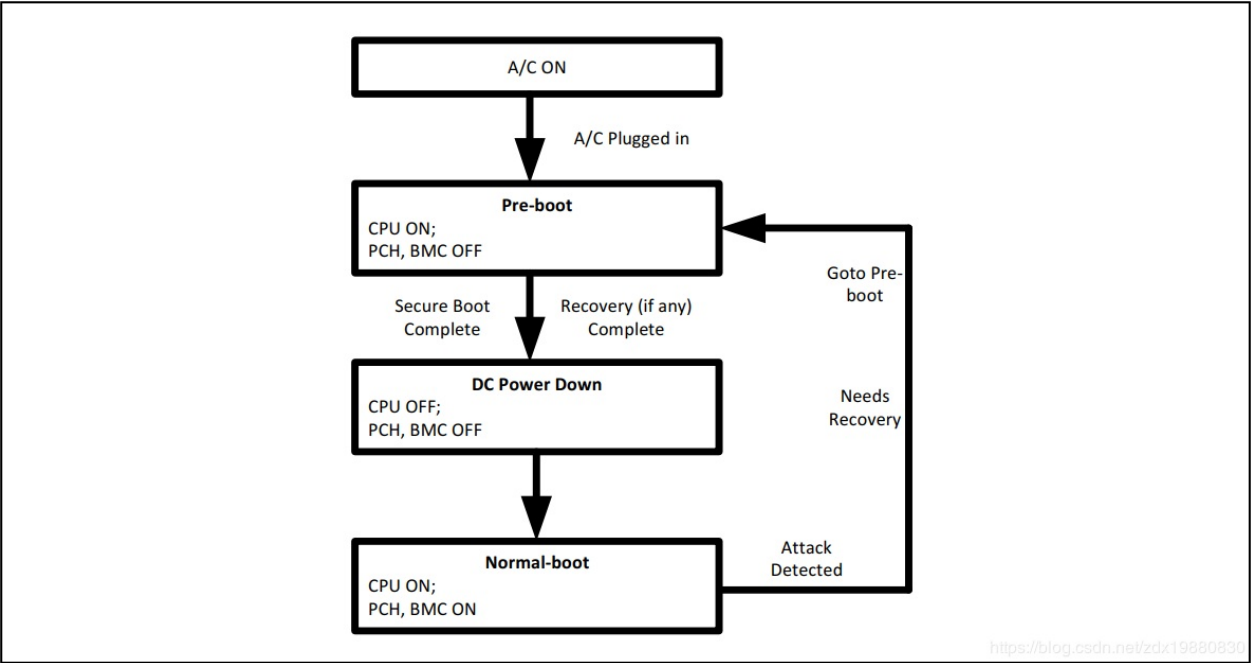 A/C ON
A/C Plugged in
Pre-boot
CPU ON;
PCH, BMC OFF
Secure Boot
Complete
Recovery (if any)
Complete
DC Power Down
CPU OFF;
PCH, BMC OFF
Normal-boot
CPU ON;
PCH, BMC ON
Attack
Detected
Needs
Recovery
Goto Pre-
boot
https://blog.csdn.net/zdx19880830